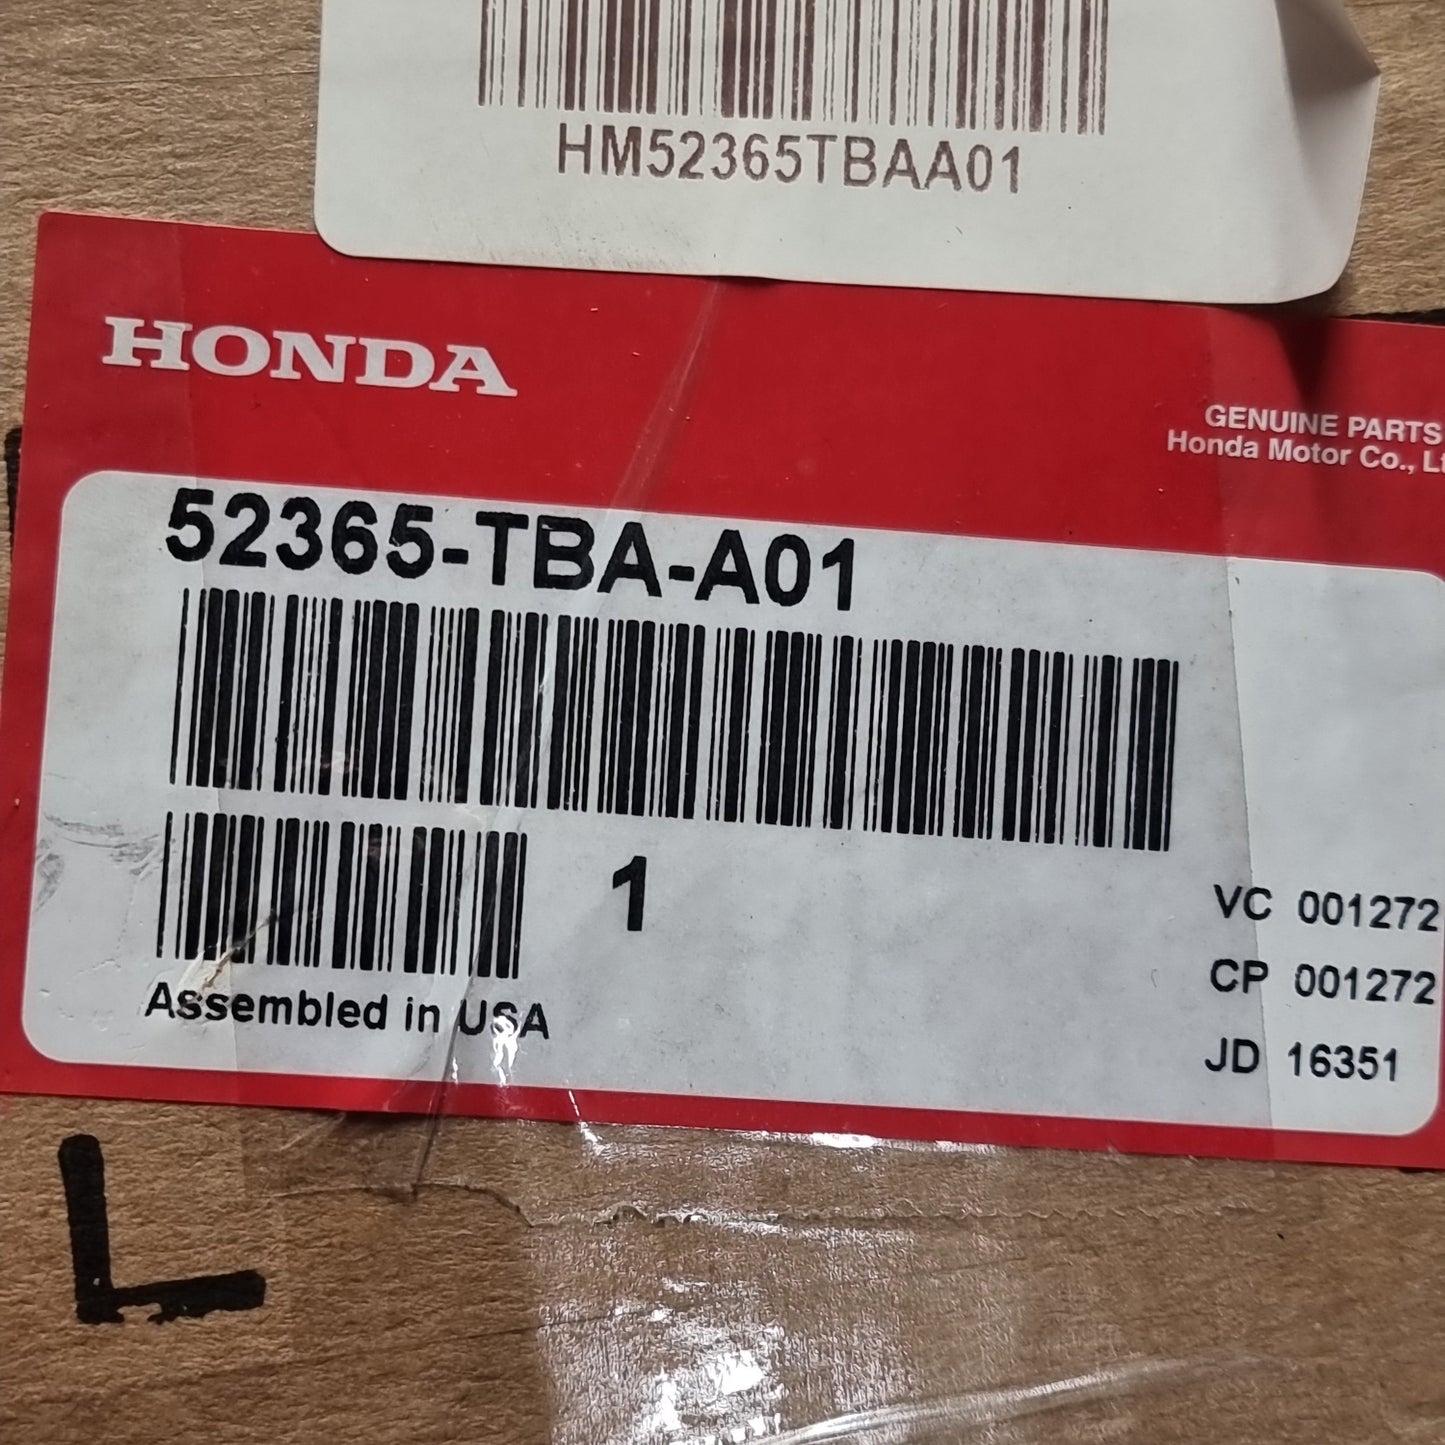 HM52365TBAA01
HONDA
GENUINE PARTS
Honda Motor Co.,
52365-TBA-A01
1
VC 001272
CP 001272
Assembled in USA
JD 16351
L